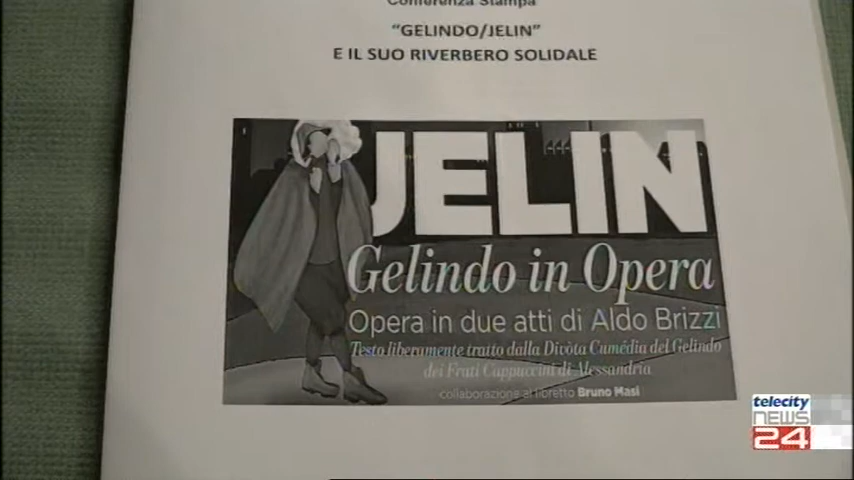 Conferenza Stampa
"GELINDO/JELIN"
E IL SUO RIVERBERO SOLIDALE
JELIN
Gelindo in Opera
Opera in due atti di Aldo Brizzi
Testo liberamente tratto dalla Divòta Cumédia del Gelindo
dei Frati Cappuccini di Alessandria
collaborazione al libretto Bruno Masi
telecity
NEWS
24